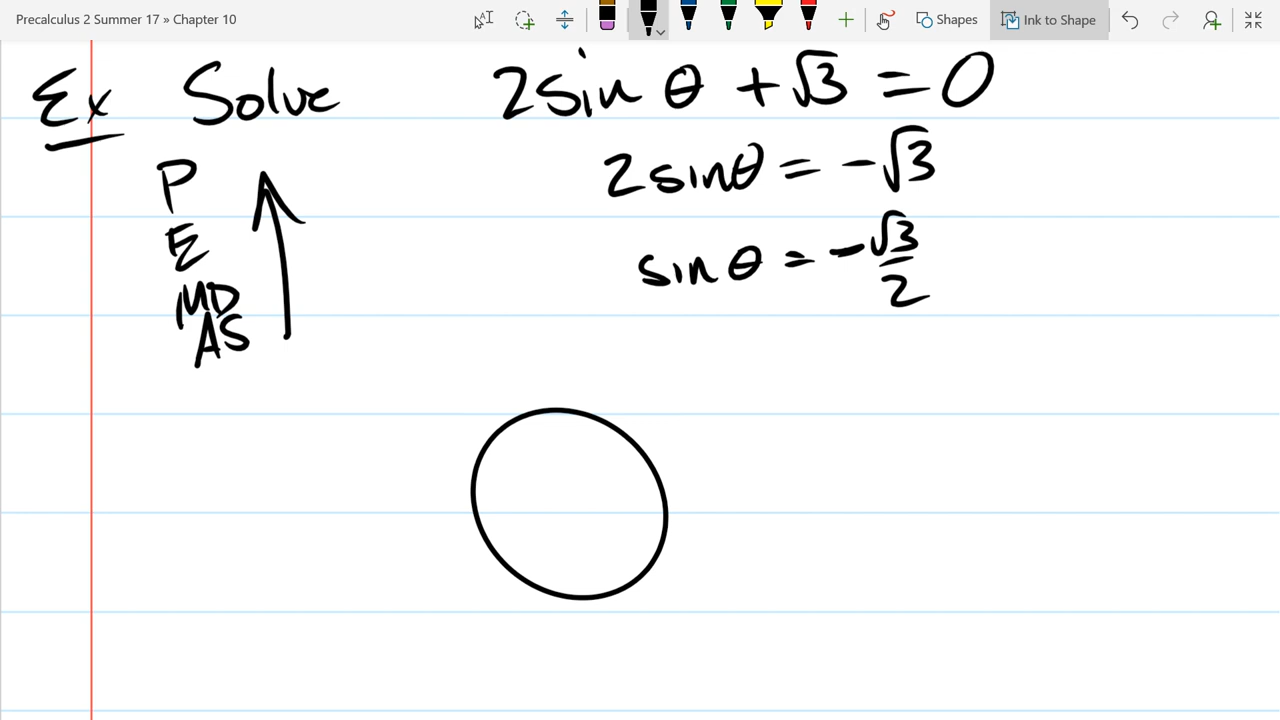 Precalculus 2 Summer 17 » Chapter 10
Shapes
Ink to Shape
Ex Solve 2sin θ + √3 = 0
2sinθ = -√3
sin θ = -√3/2
P
E
MD
AS